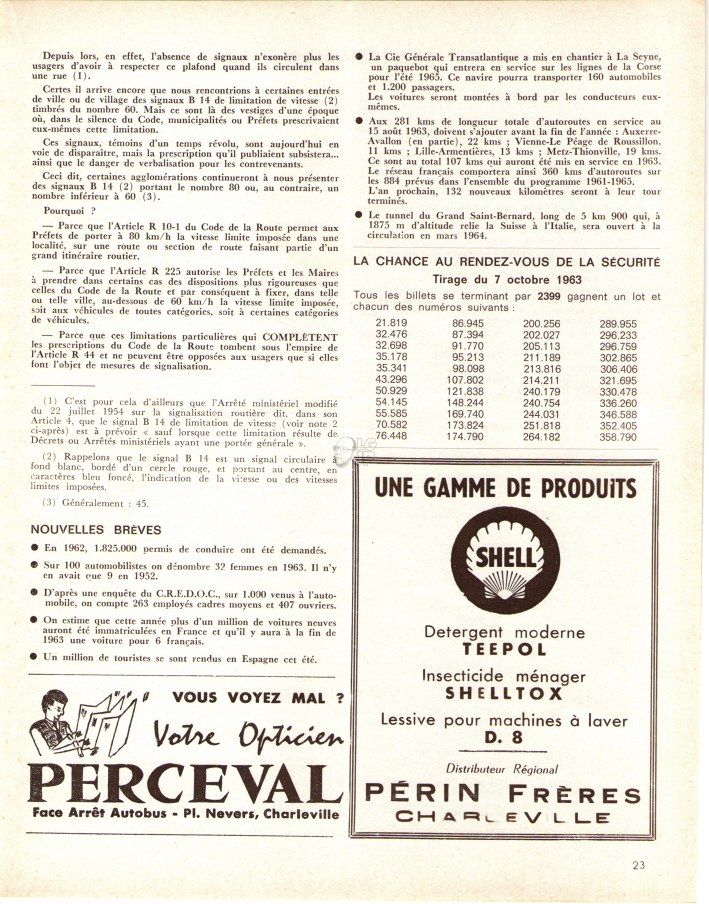 Depuis lors, en effet, l'absence de signaux n'exonère plus les
usagers d'avoir à respecter ce plafond quand ils circulent dans
une rue (1).
Certes il arrive encore que nous rencontrions à certaines entrées
de ville ou de village des signaux B 14 de limitation de vitesse (2)
timbrés du nombre 60. Mais ce sont là des vestiges d'une époque
où, dans le silence du Code, municipalités ou Préfets prescrivaient
eux-mêmes cette limitation.
Ces signaux, témoins d'un temps révolu, sont aujourd'hui en
voie de disparaitre, mais la prescription qu'il publiaient subsistera...
ainsi que le danger de verbalisation pour les contrevenants.
Ceci dit, certaines agglomérations continueront à nous présenter
des signaux B 14 (2) portant le nombre 80 ou, au contraire, un
nombre inférieur à 60 (3).
Pourquoi ?
— Parce que l'Article R 10-1 du Code de la Route permet aux
Préfets de porter à 80 km/h la vitesse limite imposée dans une
localité, sur une route ou section de route faisant partie d'un
grand itinéraire routier.
— Parce que l'Article R 225 autorise les Préfets et les Maires
à prendre dans certains cas des dispositions plus rigoureuses que
celles du Code de la Route et par conséquent à fixer, dans telle
ou telle ville, au-dessous de 60 km/h la vitesse limite imposée,
soit aux véhicules de toutes catégories, soit à certaines catégories
de véhicules.
— Parce que ces limitations particulières qui COMPLÈTENT
les prescriptions du Code de la Route tombent sous l'empire de
l'Article R 44 et ne peuvent être opposées aux usagers que si elles
font l'objet de mesures de signalisation.
(1) C'est pour cela d'ailleurs que l'Arrêté ministériel modifié
du 22 juillet 1954 sur la signalisation routière dit, dans son
Article 4, que le signal B 14 de limitation de vitesse (voir note 2
ci-après) est à prévoir « sauf lorsque cette limitation résulte de
Décrets ou Arrêtés ministériels ayant une portée générale ».
(2) Rappelons que le signal B 14 est un signal circulaire à
fond blanc, bordé d'un cercle rouge, et portant au centre, en
caractères bleu foncé, l'indication de la vitesse ou des vitesses
limites imposées.
(3) Généralement : 45.
NOUVELLES BRÈVES
● En 1962, 1.825.000 permis de conduire ont été demandés.
● Sur 100 automobilistes on dénombre 32 femmes en 1963. Il n'y
en avait que 9 en 1952.
● D'après une enquête du C.R.E.D.O.C., sur 1.000 venus à l'auto-
mobile, on compte 263 employés cadres moyens et 407 ouvriers.
● On estime que cette année plus d'un million de voitures neuves
auront été immatriculées en France et qu'il y aura à la fin de
1963 une voiture pour 6 français.
● Un million de touristes se sont rendus en Espagne cet été.
VOUS VOYEZ MAL ?
Votre Opticien
PERCEVAL
Face Arrêt Autobus - Pl. Nevers, Charleville
● La Cie Générale Transatlantique a mis en chantier à La Seyne,
un paquebot qui entrera en service sur les lignes de la Corse
pour l'été 1965. Ce navire pourra transporter 160 automobiles
et 1.200 passagers.
Les voitures seront montées à bord par les conducteurs eux-
mêmes.
● Aux 281 kms de longueur totale d'autoroutes en service au
15 août 1963, doivent s'ajouter avant la fin de l'année : Auxerre-
Avallon (en partie), 22 kms ; Vienne-Le Péage de Roussillon,
11 kms ; Lille-Armentières, 13 kms ; Metz-Thionville, 19 kms.
Ce sont au total 107 kms qui auront été mis en service en 1963.
Le réseau français comportera ainsi 360 kms d'autoroutes sur
les 884 prévus dans l'ensemble du programme 1961-1965.
L'an prochain, 132 nouveaux kilomètres seront à leur tour
terminés.
● Le tunnel du Grand Saint-Bernard, long de 5 km 900 qui, à
1875 m d'altitude relie la Suisse à l'Italie, sera ouvert à la
circulation en mars 1964.
LA CHANCE AU RENDEZ-VOUS DE LA SÉCURITÉ
Tirage du 7 octobre 1963
Tous les billets se terminant par 2399 gagnent un lot et
chacun des numéros suivants :
21.819 86.945 200.256 289.955
32.476 87.394 202.027 296.233
32.698 91.770 205.113 296.759
35.178 95.213 211.189 302.865
35.341 98.098 213.816 306.406
43.296 107.802 214.211 321.695
50.929 121.838 240.179 330.478
54.145 148.244 240.754 336.260
55.585 169.740 244.031 346.588
70.582 173.824 251.818 352.405
76.448 174.790 264.182 358.790
UNE GAMME DE PRODUITS
SHELL
Detergent moderne
TEEPOL
Insecticide ménager
SHELLTOX
Lessive pour machines à laver
D. 8
Distributeur Régional
PÉRIN FRÈRES
CHARLEVILLE
23